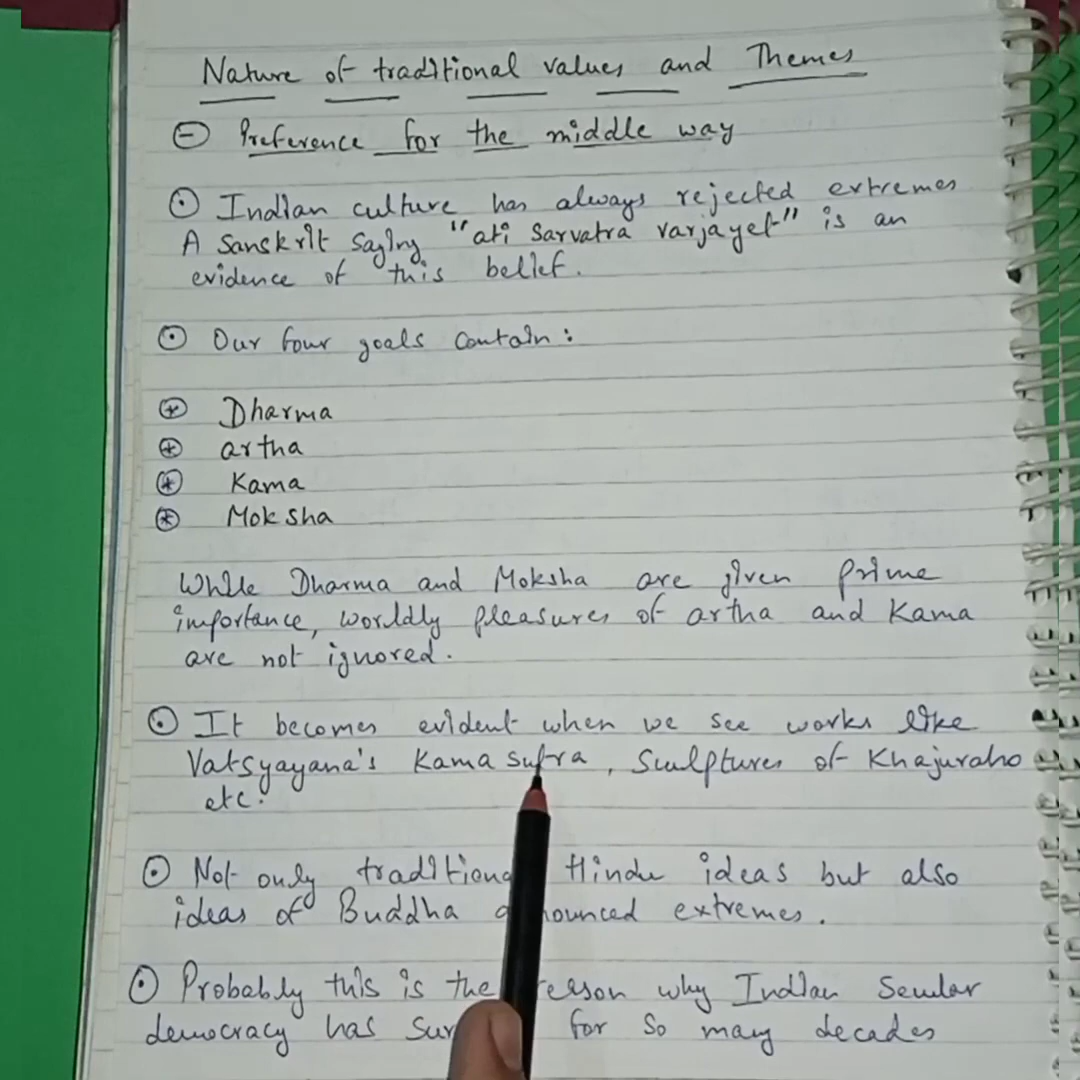 Nature of traditional values and Themes
Preference for the middle way
Indian culture has always rejected extremes
A Sanskrit Saying "ati Sarvatra varjayet" is an
evidence of this belief.
Our four goals contain:
Dharma
artha
Kama
Moksha
While Dharma and Moksha are given prime
importance, worldly pleasures of artha and Kama
are not ignored.
It becomes evident when we see works like
Vatsyayana's Kama sutra, Sculptures of Khajuraho
etc.
Not only Hindu ideas but also
ideas of Buddha extremes.
Probably this is the why Indian Secular
democracy has for so many decades